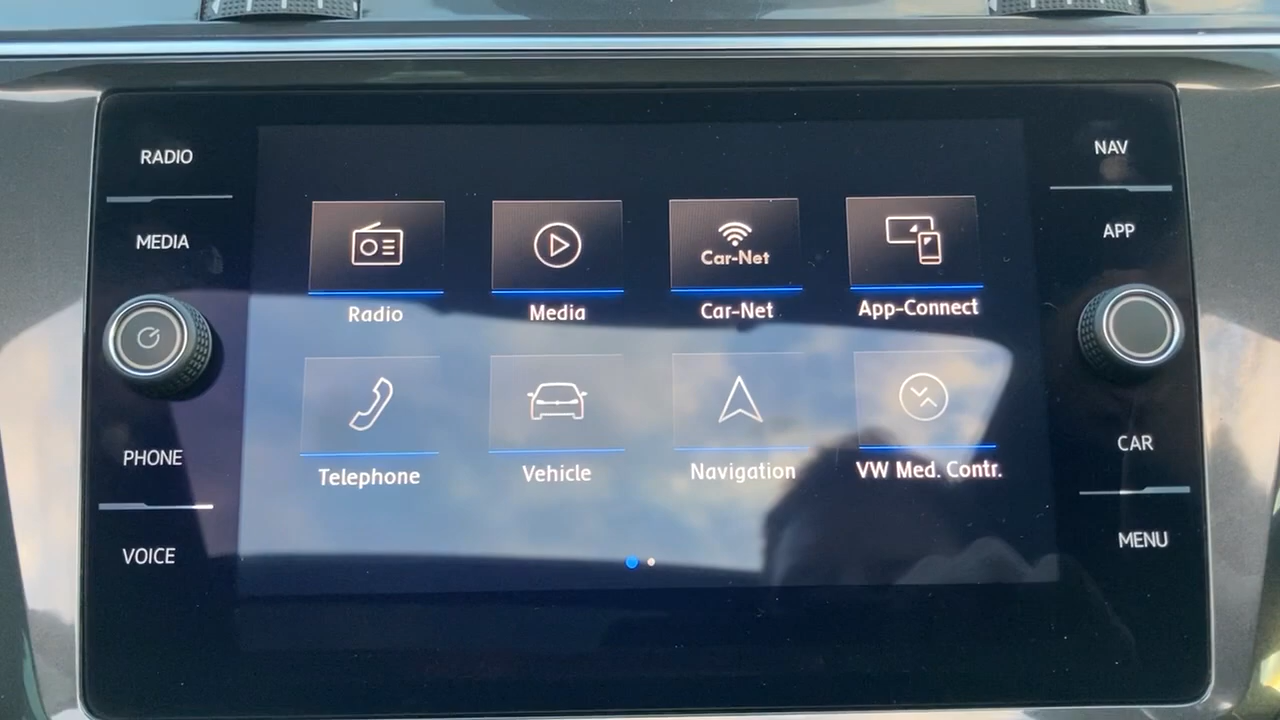 RADIO
MEDIA
PHONE
VOICE
Car-Net
Radio
Media
Car-Net
App-Connect
Telephone
Vehicle
Navigation
VW Med. Contr.
NAV
APP
CAR
MENU